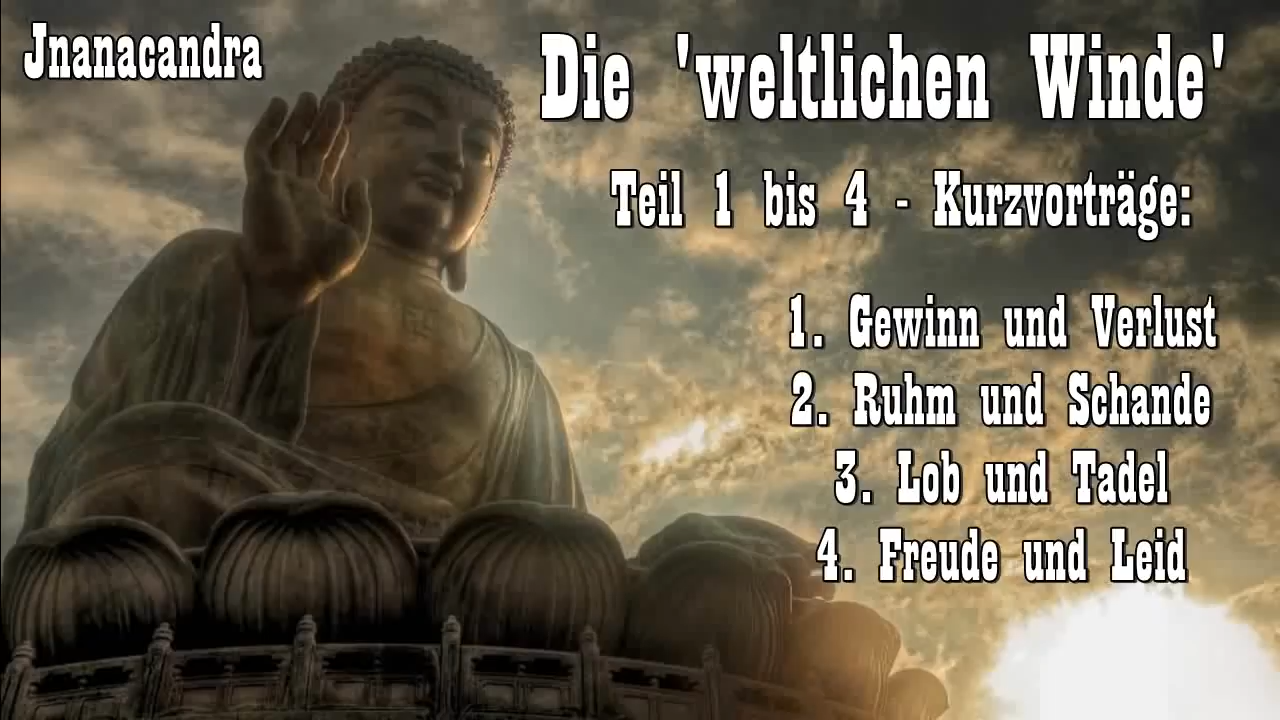 Jnanacandra
Die 'weltlichen Winde'
Teil 1 bis 4 - Kurzvorträge:
1. Gewinn und Verlust
2. Ruhm und Schande
3. Lob und Tadel
4. Freude und Leid